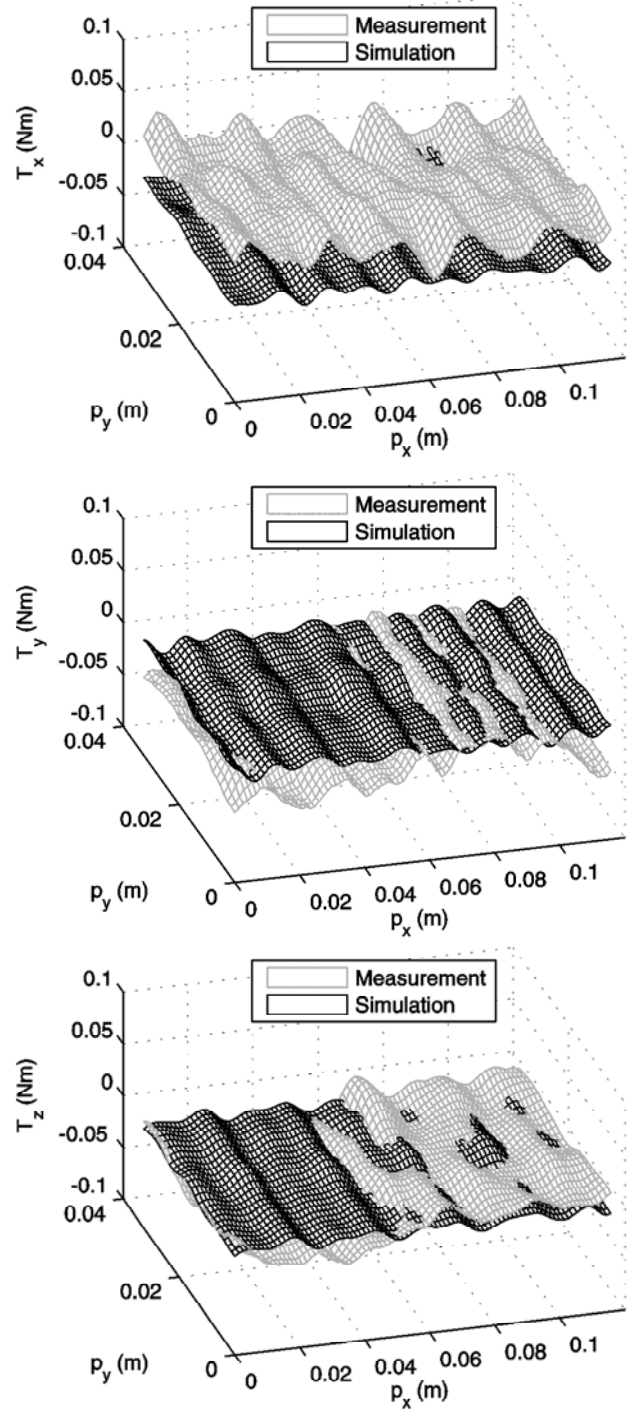 0.1
Measurement
Simulation
0.05
0
-0.05
-0.1
T_x (Nm)
0.04
0.02
0
p_y (m)
0
0.02
0.04
0.06
0.08
0.1
p_x (m)
0.1
Measurement
Simulation
0.05
0
-0.05
-0.1
T_y (Nm)
0.04
0.02
0
p_y (m)
0
0.02
0.04
0.06
0.08
0.1
p_x (m)
0.1
Measurement
Simulation
0.05
0
-0.05
-0.1
T_z (Nm)
0.04
0.02
0
p_y (m)
0
0.02
0.04
0.06
0.08
0.1
p_x (m)